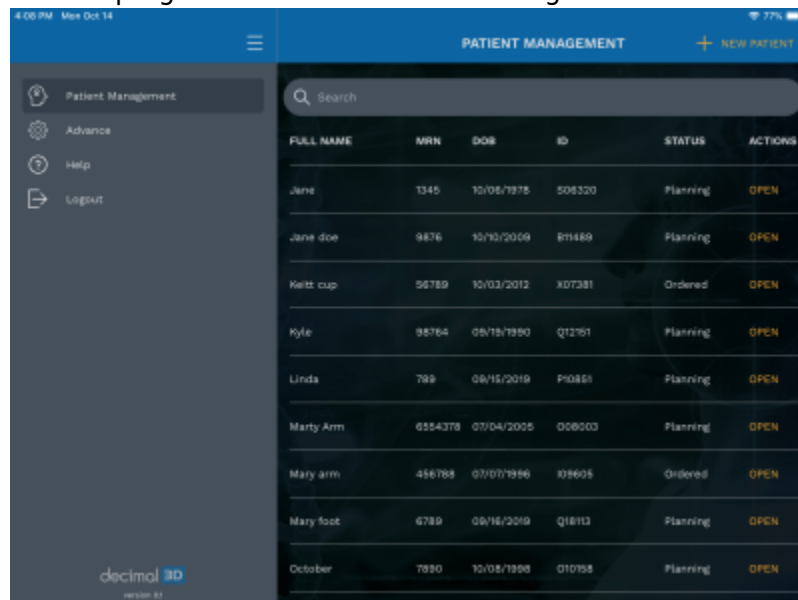 4:08 PM Mon Oct 14 77%
PATIENT MANAGEMENT + NEW PATIENT
Patient Management
Advance
Help
Logout
Search
FULL NAME MRN DOB ID STATUS ACTIONS
Jane 1345 10/06/1978 S06320 Planning OPEN
Jane doe 9876 10/10/2009 B11489 Planning OPEN
Keitt cup 56789 10/03/2012 X07381 Ordered OPEN
Kyle 98764 09/19/1990 Q12151 Planning OPEN
Linda 789 09/15/2019 P10851 Planning OPEN
Marty Arm 6554378 07/04/2005 O08003 Planning OPEN
Mary arm 456788 07/07/1996 I09605 Ordered OPEN
Mary foot 6789 09/16/2019 Q18113 Planning OPEN
October 7890 10/08/1998 O10158 Planning OPEN
decimal 3D